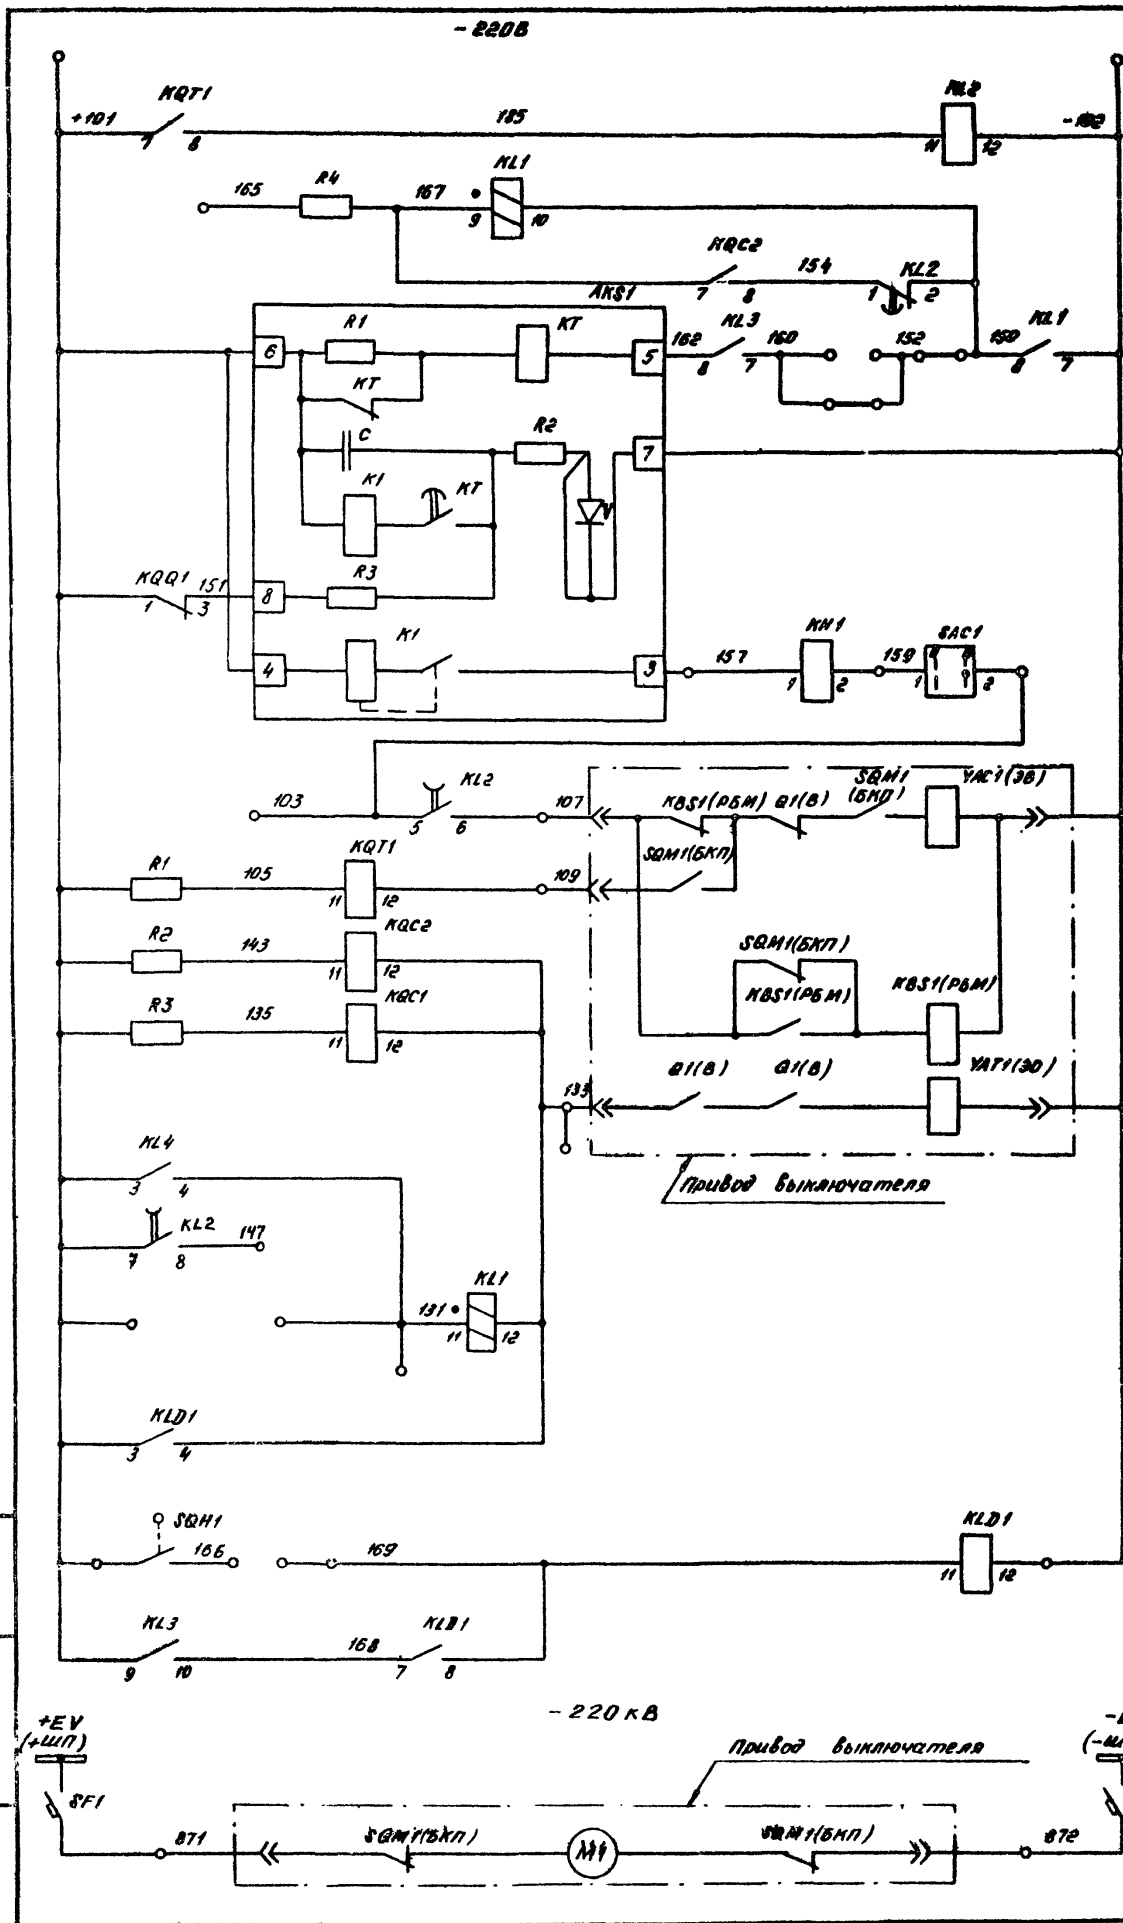 - 220В
KQT1 KL2
+101 185 -102
7 8 11 12
165 R4 167 KL1
9 10
KQC2 154 KL2
7 8 1 2
AKS1
6 R1 KT 5 162 KL3 160 152 150 KL1
8 7 8 7
KT
C R2 7
K1 KT V
KQQ1 151 8 R3
1 3
4 K1 3 157 KH1 159 SAC1
1 2 1 2
103 KL2 107 KBS1(РБМ) Q1(В) SQM1 (БКП) YAC1(ЭВ)
5 6
R1 105 KQT1 109 SQM1(БКП)
11 12
R2 143 KQC2 SQM1(БКП)
11 12
R3 135 KQC1 KBS1(РБМ) KBS1(РБМ)
11 12
133 Q1(В) Q1(В) YAT1(ЭО)
KL4
3 4
Привод выключателя
KL2 147
7 8
131 KL1
11 12
KLD1
3 4
SQH1 KLD1
166 169
11 12
KL3 168 KLD1
9 10 7 8
- 220 кВ
+EV
(+ШП)
Привод выключателя
SF1
871 SQM1(БКП) M1 SQM1(БКП) 872